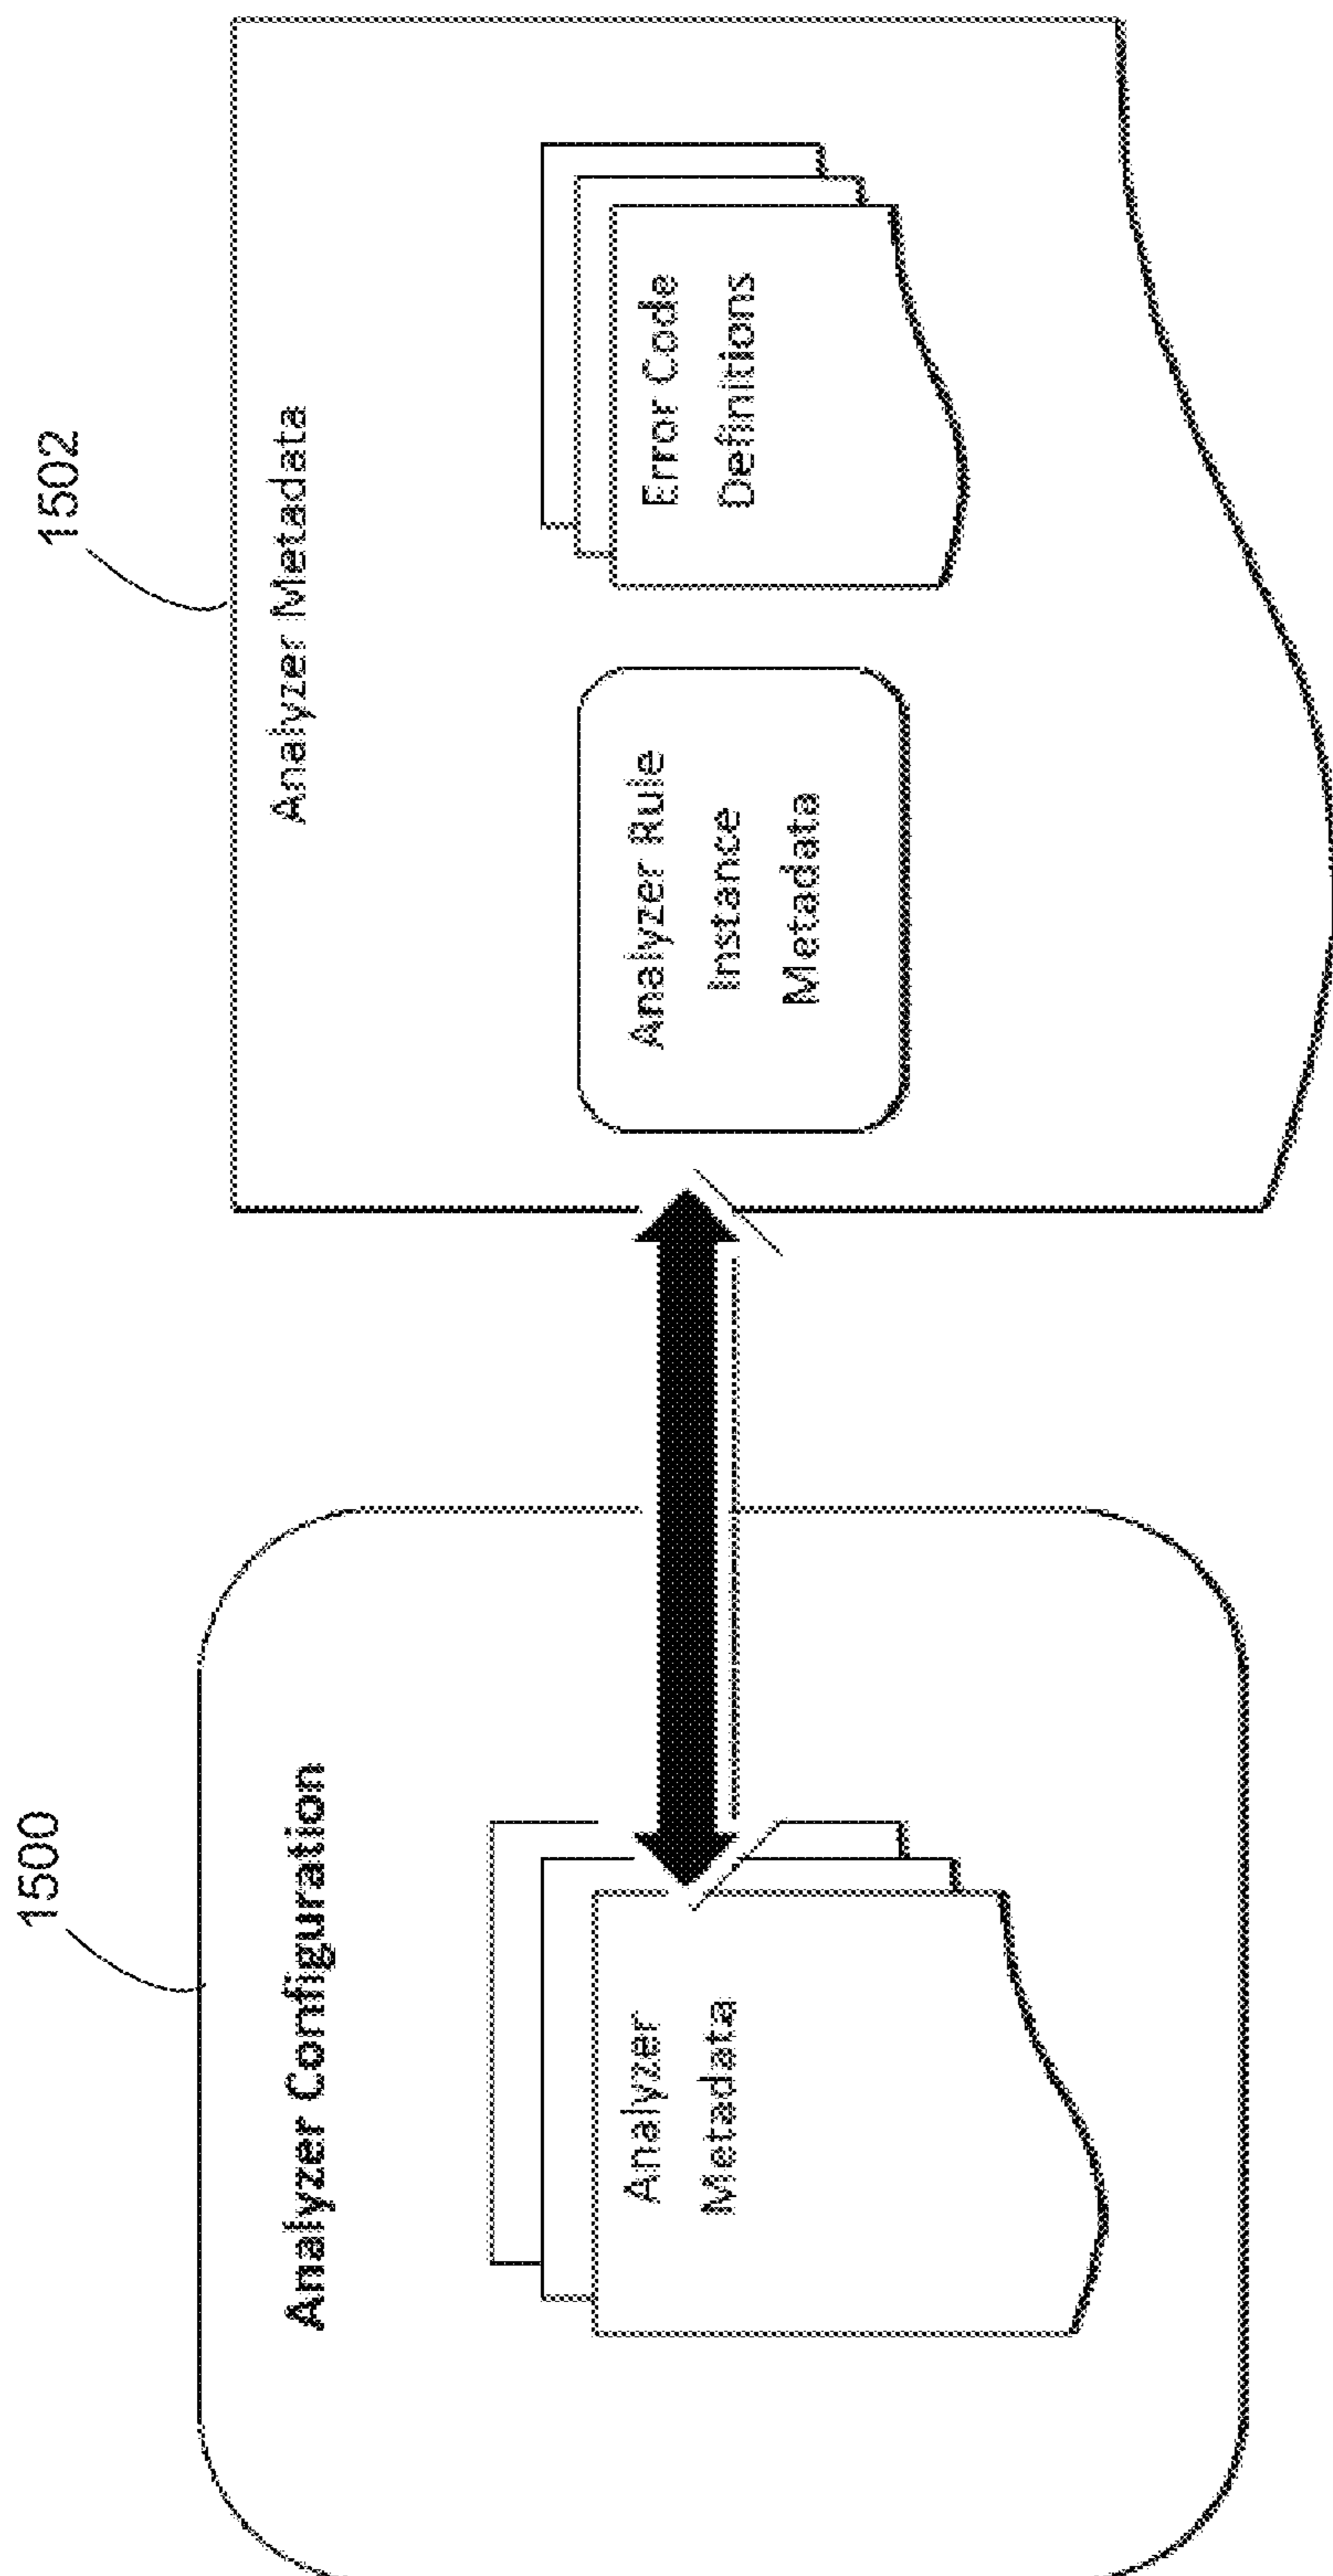 1500
Analyzer Configuration
Analyzer
Metadata
1502
Analyzer Metadata
Analyzer Rule
Instance
Metadata
Error Code
Definitions